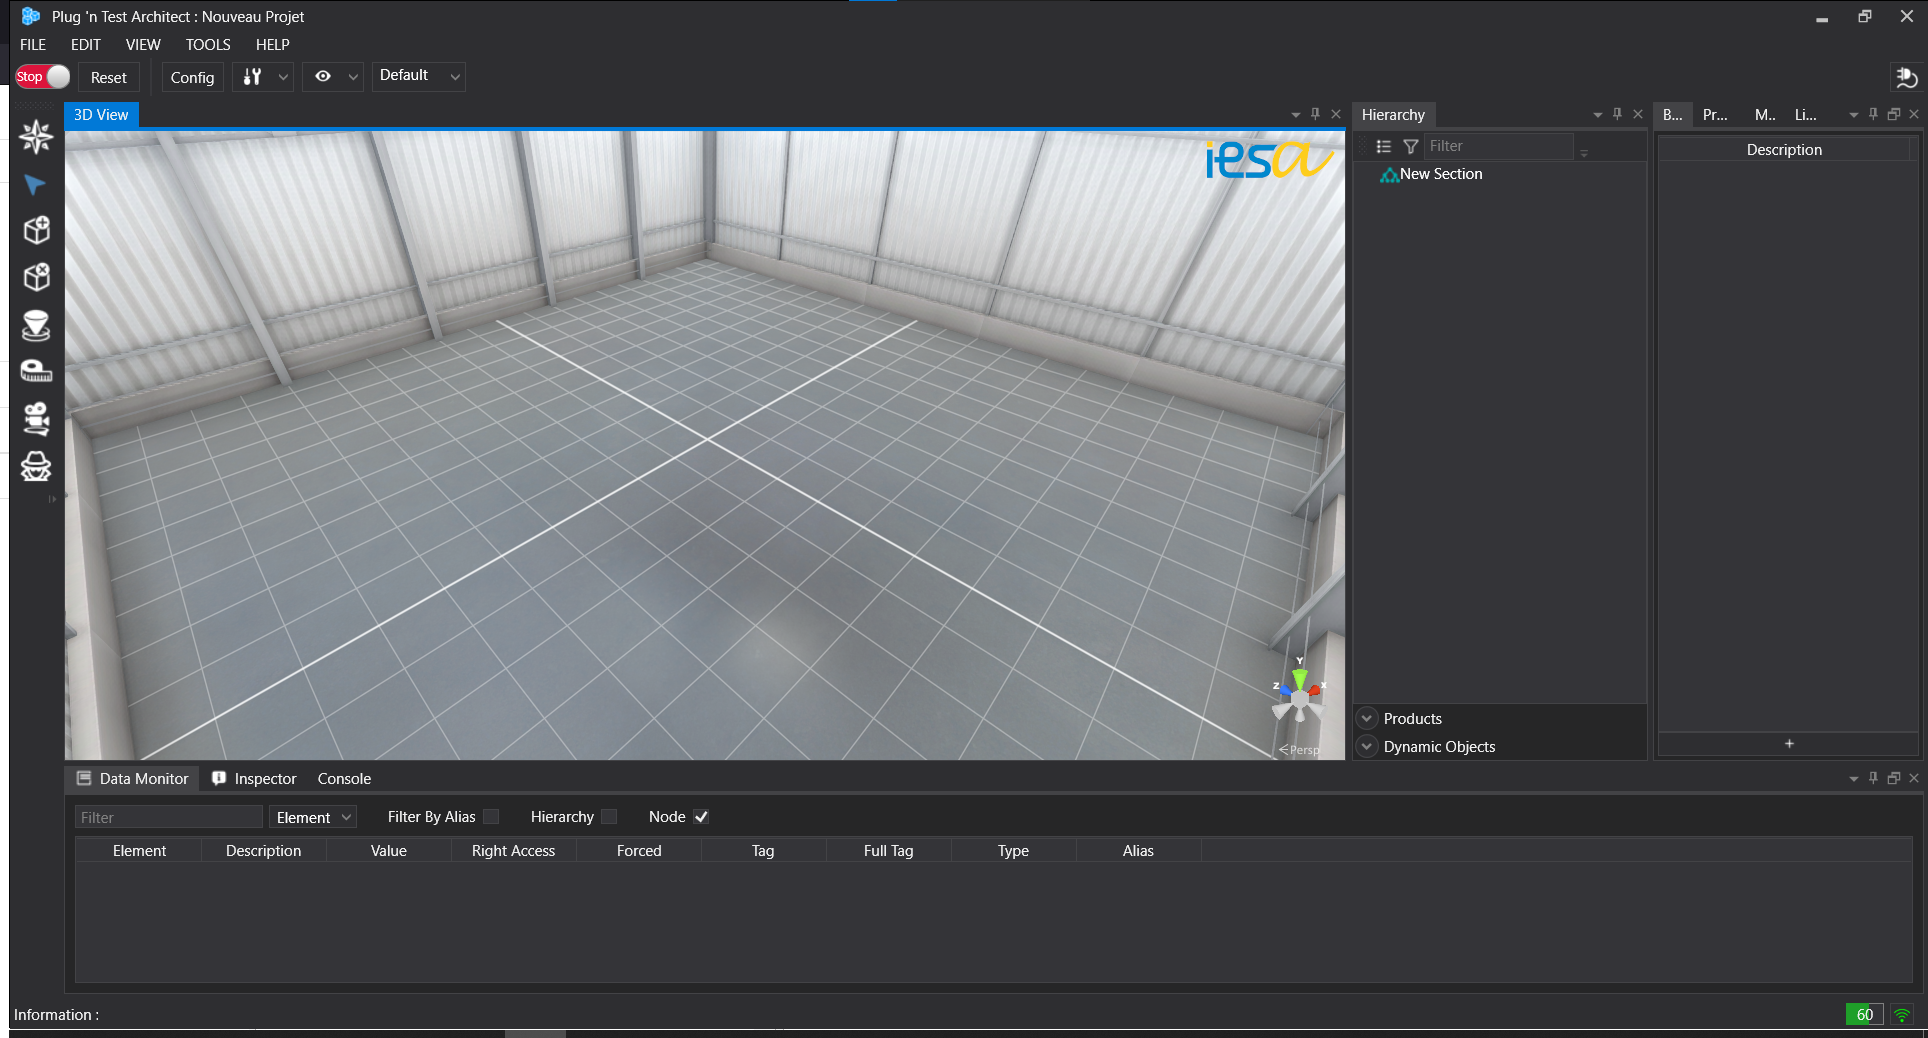 Plug 'n Test Architect : Nouveau Projet
FILE EDIT VIEW TOOLS HELP
Stop Reset Config Default
3D View
iesa
Y
Z
X
Persp
Hierarchy
Filter
New Section
Products
Dynamic Objects
B... Pr... M.. Li...
Description
+
Data Monitor Inspector Console
Filter Element Filter By Alias Hierarchy Node
Element Description Value Right Access Forced Tag Full Tag Type Alias
Information :
60